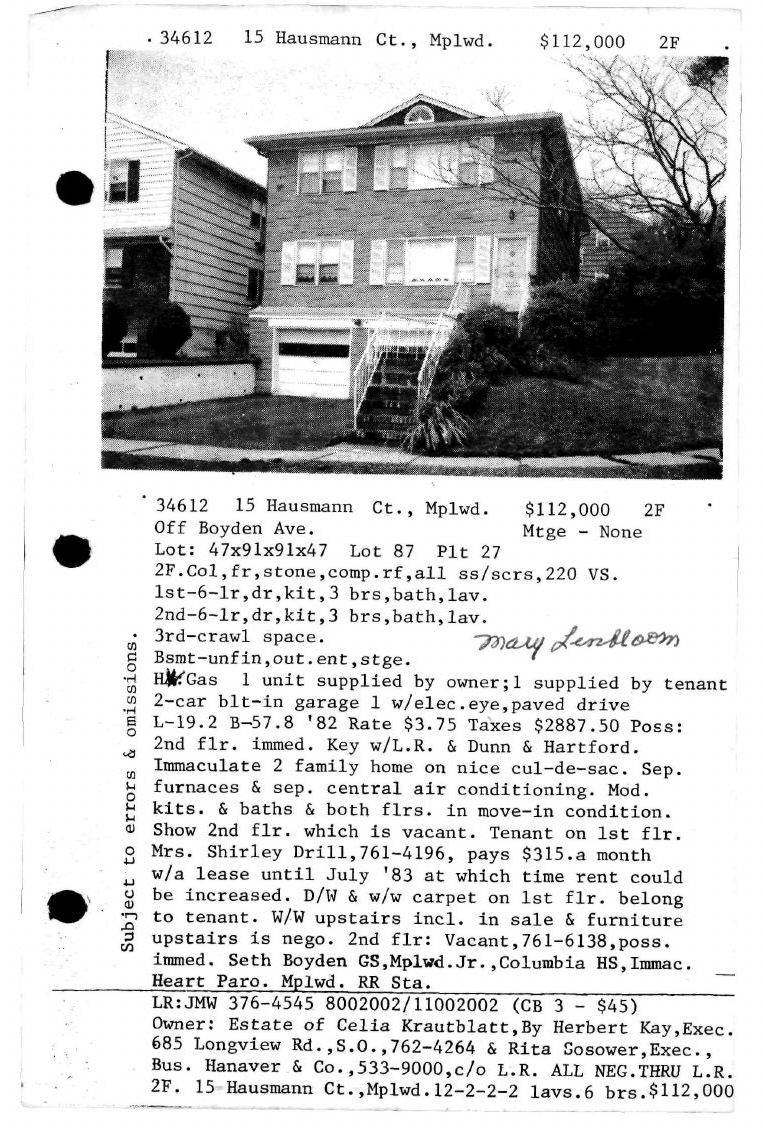 34612 15 Hausmann Ct., Mplwd. $112,000 2F
34612 15 Hausmann Ct., Mplwd. $112,000 2F
Off Boyden Ave. Mtge - None
Lot: 47x91x91x47 Lot 87 Plt 27
2F.Col,fr,stone,comp.rf,all ss/scrs,220 VS.
1st-6-lr,dr,kit,3 brs,bath,lav.
2nd-6-lr,dr,kit,3 brs,bath,lav.
3rd-crawl space.
Mary Lenbloom
Bsmt-unfin,out.ent,stge.
Gas 1 unit supplied by owner;1 supplied by tenant
2-car blt-in garage 1 w/elec.eye,paved drive
L-19.2 B-57.8 '82 Rate $3.75 Taxes $2887.50 Poss:
2nd flr. immed. Key w/L.R. & Dunn & Hartford.
Immaculate 2 family home on nice cul-de-sac. Sep.
furnaces & sep. central air conditioning. Mod.
kits. & baths & both flrs. in move-in condition.
Show 2nd flr. which is vacant. Tenant on 1st flr.
Mrs. Shirley Drill,761-4196, pays $315.a month
w/a lease until July '83 at which time rent could
be increased. D/W & w/w carpet on 1st flr. belong
to tenant. W/W upstairs incl. in sale & furniture
upstairs is nego. 2nd flr: Vacant,761-6138,poss.
immed. Seth Boyden GS,Mplwd.Jr.,Columbia HS,Immac.
Heart Paro. Mplwd. RR Sta.
Subject to errors & omissions.
LR:JMW 376-4545 8002002/11002002 (CB 3 - $45)
Owner: Estate of Celia Krautblatt,By Herbert Kay,Exec.
685 Longview Rd.,S.O.,762-4264 & Rita Sosower,Exec.,
Bus. Hanaver & Co.,533-9000,c/o L.R. ALL NEG.THRU L.R.
2F. 15 Hausmann Ct.,Mplwd.12-2-2-2 lavs.6 brs.$112,000